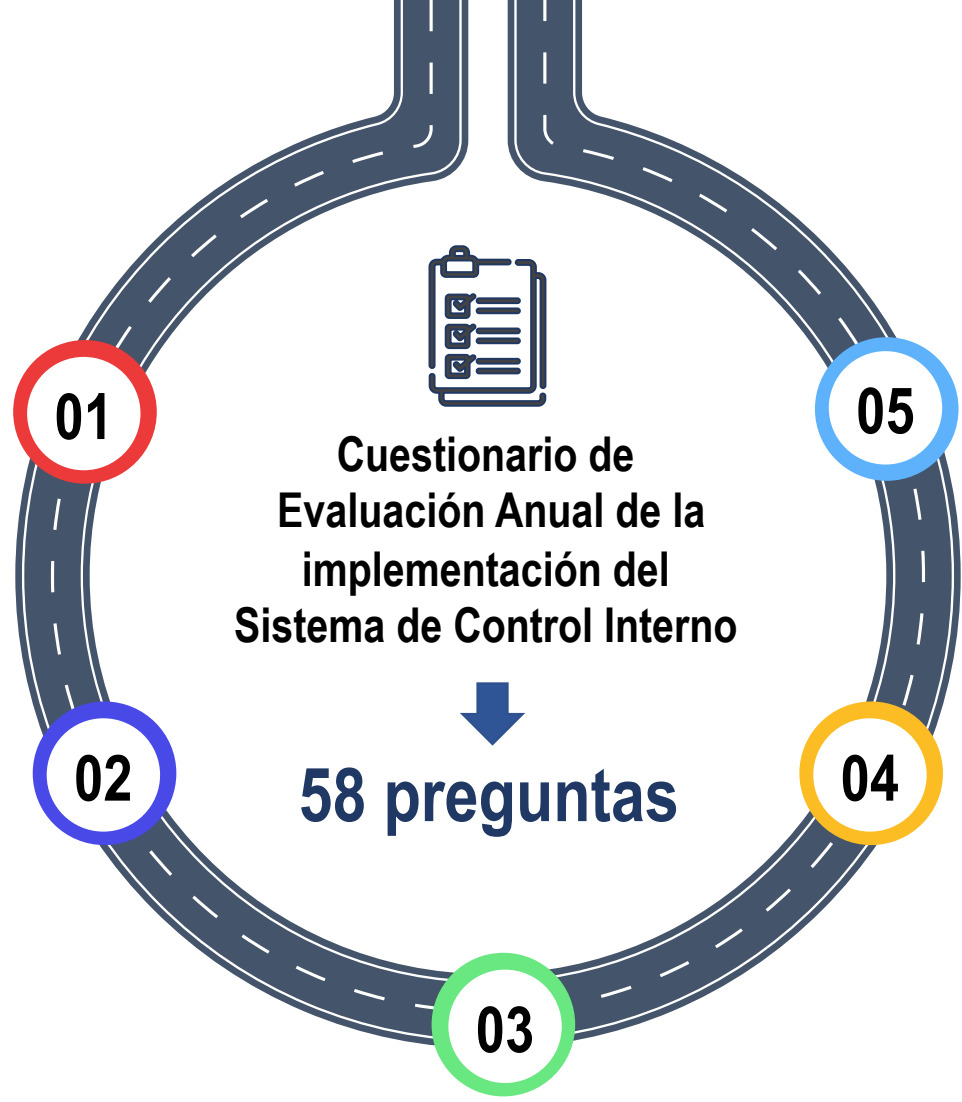 Cuestionario de
Evaluación Anual de la
implementación del
Sistema de Control Interno
58 preguntas
01
02
03
04
05